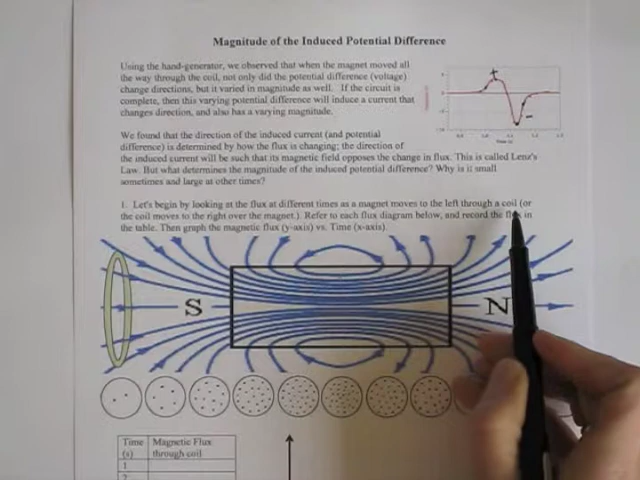 Magnitude of the Induced Potential Difference
Using the hand-generator, we observed that when the magnet moved all
the way through the coil, not only did the potential difference (voltage)
change directions, but it varied in magnitude as well. If the circuit is
complete, then this varying potential difference will induce a current that
changes direction, and also has a varying magnitude.
+
-
We found that the direction of the induced current (and potential
difference) is determined by how the flux is changing; the direction of
the induced current will be such that its magnetic field opposes the change in flux. This is called Lenz's
Law. But what determines the magnitude of the induced potential difference? Why is it small
sometimes and large at other times?
1. Let's begin by looking at the flux at different times as a magnet moves to the left through a coil (or
the coil moves to the right over the magnet.). Refer to each flux diagram below, and record the flux in
the table. Then graph the magnetic flux (y-axis) vs. Time (x-axis).
S N
Time Magnetic Flux
(s) through coil
1
2